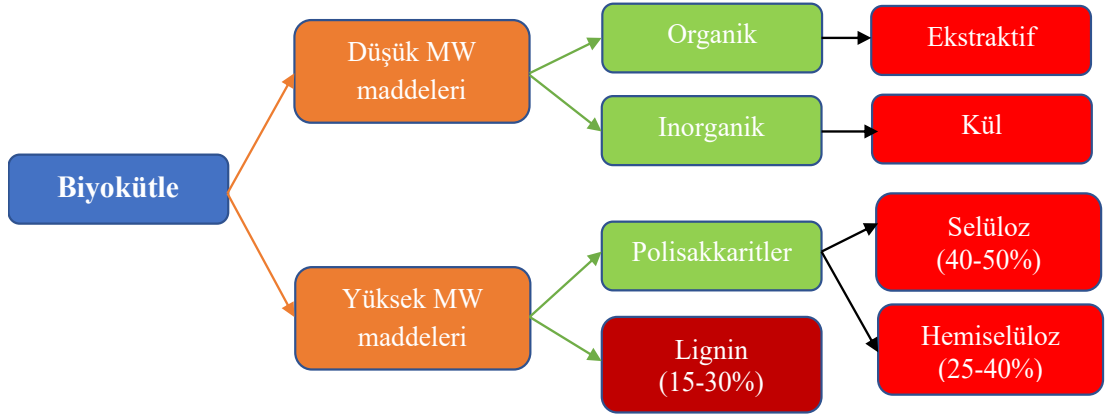 Biyokütle
Düşük MW
maddeleri
Organik
Ekstraktif
Inorganik
Kül
Yüksek MW
maddeleri
Polisakkaritler
Selüloz
(40-50%)
Hemiselüloz
(25-40%)
Lignin
(15-30%)